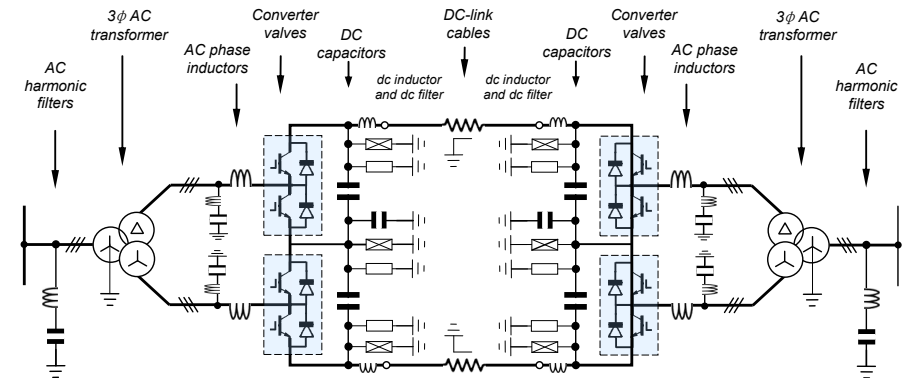 3ϕ AC
transformer
Converter
valves
DC-link
cables
Converter
valves
3ϕ AC
transformer
DC
capacitors
DC
capacitors
AC phase
inductors
AC phase
inductors
AC
harmonic
filters
AC
harmonic
filters
dc inductor
and dc filter
dc inductor
and dc filter
Δ
Δ